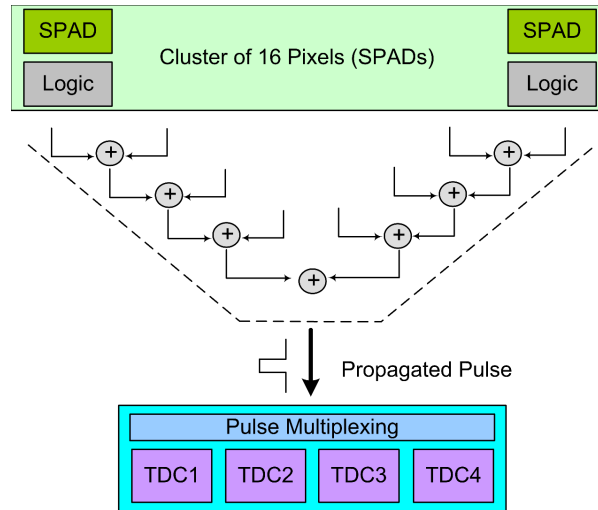 SPAD
SPAD
Cluster of 16 Pixels (SPADs)
Logic
Logic
+
+
+
+
+
+
+
Propagated Pulse
Pulse Multiplexing
TDC1
TDC2
TDC3
TDC4